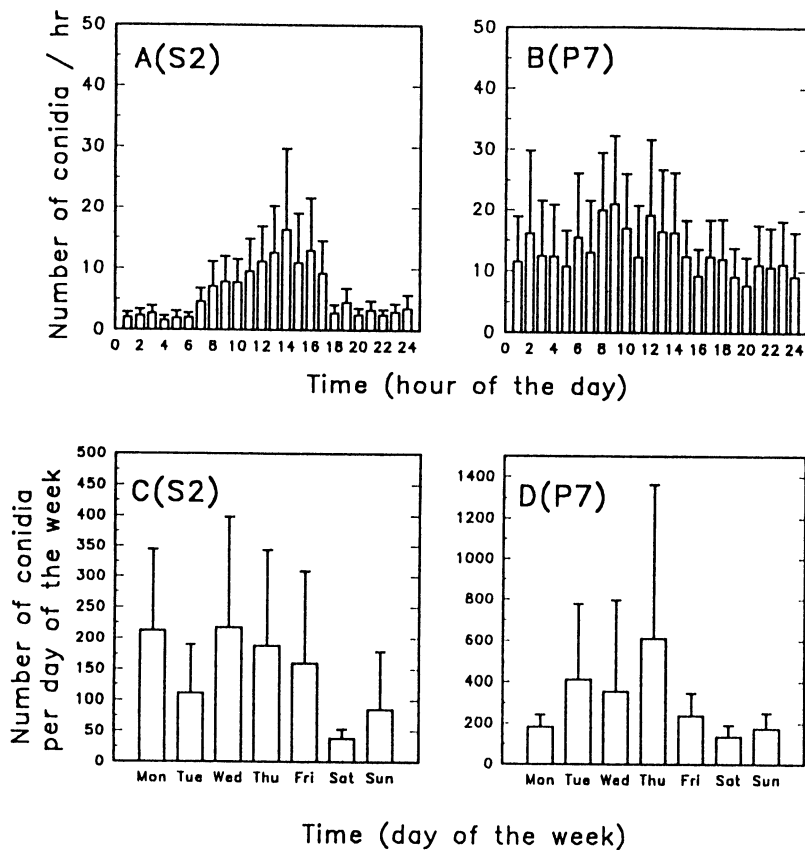 Number of conidia / hr
50
40
30
20
10
0
A(S2)
0 2 4 6 8 10 12 14 16 18 20 22 24
50
40
30
20
10
0
B(P7)
0 2 4 6 8 10 12 14 16 18 20 22 24
Time (hour of the day)
Number of conidia
per day of the week
500
450
400
350
300
250
200
150
100
50
0
C(S2)
Mon Tue Wed Thu Fri Sat Sun
1400
1200
1000
800
600
400
200
0
D(P7)
Mon Tue Wed Thu Fri Sat Sun
Time (day of the week)